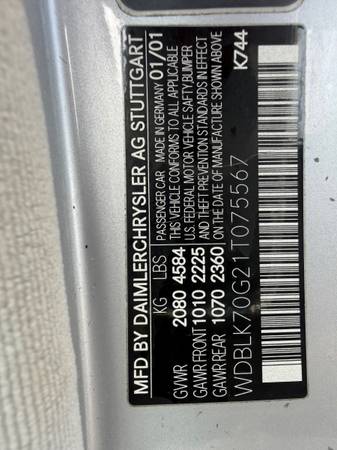 MFD BY DAIMLERCHRYSLER AG STUTTGART
KG LBS PASSENGER CAR MADE IN GERMANY 01/01
GVWR 2080 4584 THIS VEHICLE CONFORMS TO ALL APPLICABLE
GAWR FRONT 1010 2225 U.S. FEDERAL MOTOR VEHICLE SAFTY BUMPER
GAWR REAR 1070 2360 AND THEFT PREVENTION STANDARDS IN EFFECT
ON THE DATE OF MANUFACTURE SHOWN ABOVE
WDBLK70G21T075567 K744